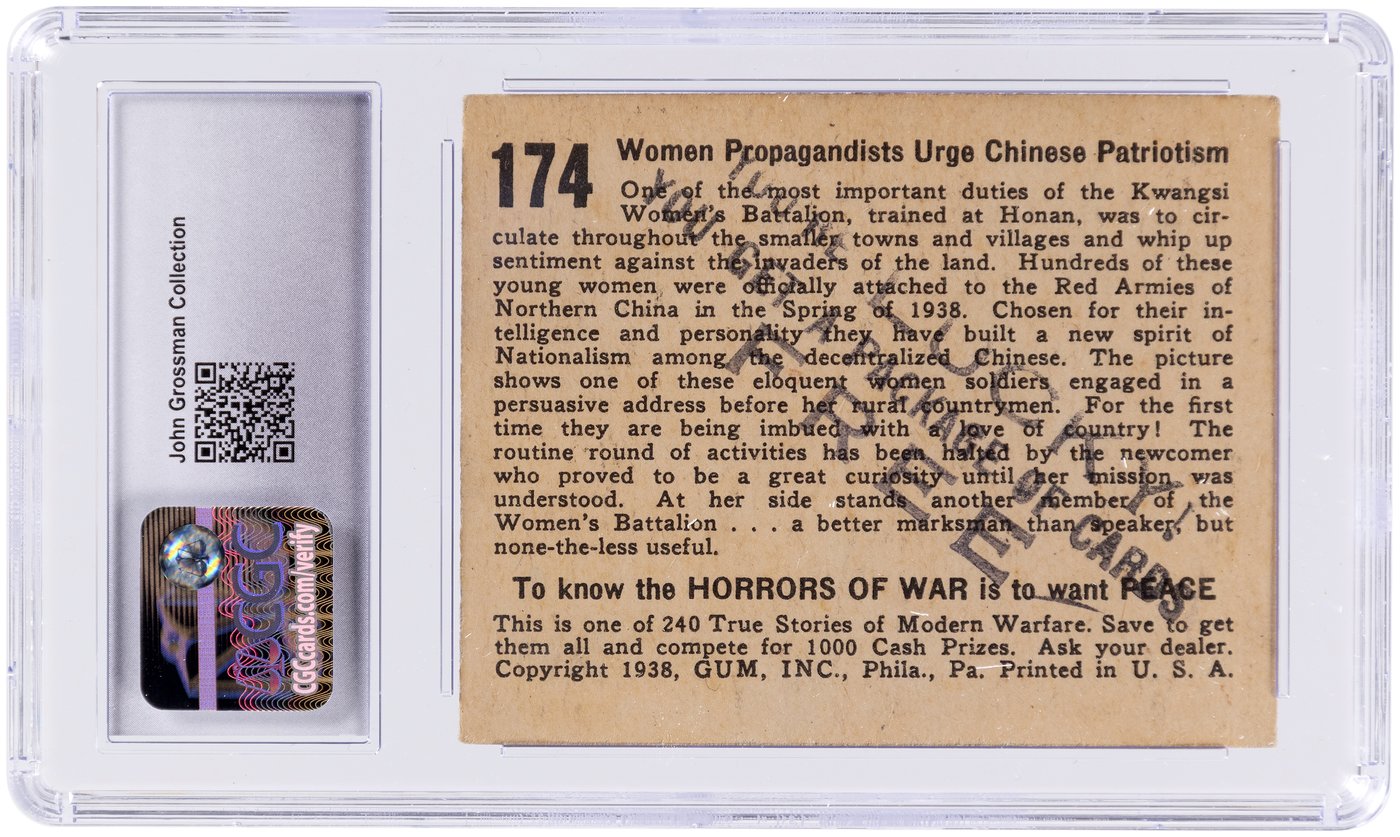 John Grossman Collection
CGC
CGCcards.com/verify
174
Women Propagandists Urge Chinese Patriotism
One of the most important duties of the Kwangsi
Women's Battalion, trained at Honan, was to cir-
culate throughout the smaller towns and villages and whip up
sentiment against the invaders of the land. Hundreds of these
young women were officially attached to the Red Armies of
Northern China in the Spring of 1938. Chosen for their in-
telligence and personality they have built a new spirit of
Nationalism among the decentralized Chinese. The picture
shows one of these eloquent women soldiers engaged in a
persuasive address before her rural countrymen. For the first
time they are being imbued with a love of country! The
routine round of activities has been halted by the newcomer
who proved to be a great curiosity until her mission was
understood. At her side stands another member of the
Women's Battalion . . . a better marksman than speaker, but
none-the-less useful.
To know the HORRORS OF WAR is to want PEACE
This is one of 240 True Stories of Modern Warfare. Save to get
them all and compete for 1000 Cash Prizes. Ask your dealer.
Copyright 1938, GUM, INC., Phila., Pa. Printed in U. S. A.
YOU'RE LUCKY!
YOU GET A PACKAGE OF CARDS
FREE